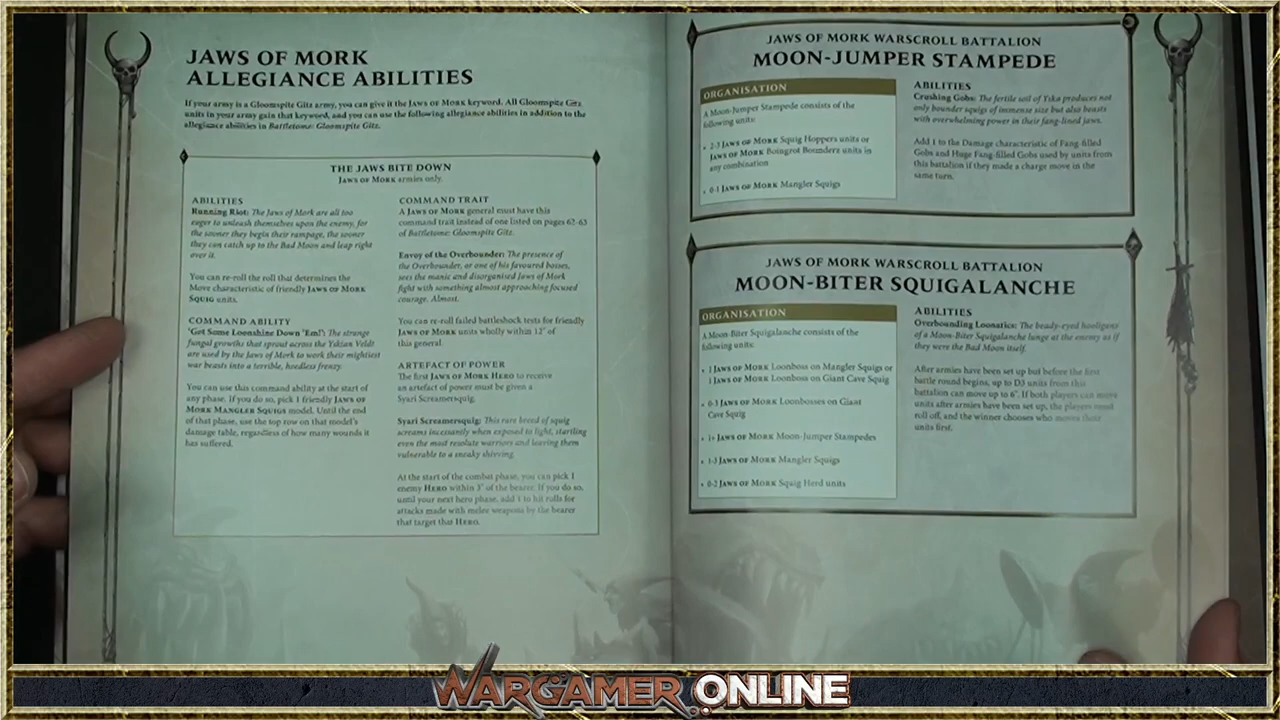 JAWS OF MORK
ALLEGIANCE ABILITIES
If your army is a Gloomspite Gitz army, you can give it the JAWS OF MORK keyword. All Gloomspite Gitz
units in your army gain that keyword, and you can use the following allegiance abilities in addition to the
allegiance abilities in Battletome: Gloomspite Gitz.
THE JAWS BITE DOWN
JAWS OF MORK armies only.
ABILITIES
Running Riot: The Jaws of Mork are all too
eager to unleash themselves upon the enemy, for
the sooner they begin their rampage, the sooner
they can catch up to the Bad Moon and leap right
over it.
You can re-roll the roll that determines the
Move characteristic of friendly JAWS OF MORK
SQUIG units.
COMMAND ABILITY
'Get Some Loonshine Down 'Em!': The strange
fungal growths that sprout across the Yskian Veldt
are used by the Jaws of Mork to work their mightiest
war beasts into a terrible, heedless frenzy.
You can use this command ability at the start of
any phase. If you do so, pick 1 friendly JAWS OF
MORK MANGLER SQUIGS model. Until the end
of that phase, use the top row on that model's
damage table, regardless of how many wounds it
has suffered.
COMMAND TRAIT
A JAWS OF MORK general must have this
command trait instead of one listed on pages 62-63
of Battletome: Gloomspite Gitz.
Envoy of the Overbounder: The presence of
the Overbounder, or one of his favoured bosses,
sees the manic and disorganised Jaws of Mork
fight with something almost approaching focused
courage. Almost.
You can re-roll failed battleshock tests for friendly
JAWS OF MORK units wholly within 12" of
this general.
ARTEFACT OF POWER
The first JAWS OF MORK HERO to receive
an artefact of power must be given a
Syari Screamersquig.
Syari Screamersquig: This rare breed of squig
screams incessantly when exposed to light, startling
even the most resolute warriors and leaving them
vulnerable to a sneaky shivving.
At the start of the combat phase, you can pick 1
enemy HERO within 3" of the bearer. If you do so,
until your next hero phase, add 1 to hit rolls for
attacks made with melee weapons by the bearer
that target that HERO.
JAWS OF MORK WARSCROLL BATTALION
MOON-JUMPER STAMPEDE
ORGANISATION
A Moon-Jumper Stampede consists of the
following units:
• 2-3 JAWS OF MORK Squig Hoppers units or
JAWS OF MORK Boingrot Bounderz units in
any combination
• 0-1 JAWS OF MORK Mangler Squigs
ABILITIES
Crushing Gobs: The fertile soil of Yska produces not
only bounder squigs of immense size but also beasts
with overwhelming power in their fang-lined jaws.
Add 1 to the Damage characteristic of Fang-filled
Gobs and Huge Fang-filled Gobs used by units from
this battalion if they made a charge move in the
same turn.
JAWS OF MORK WARSCROLL BATTALION
MOON-BITER SQUIGALANCHE
ORGANISATION
A Moon-Biter Squigalanche consists of the
following units:
• 1 JAWS OF MORK Loonboss on Mangler Squigs or
1 JAWS OF MORK Loonboss on Giant Cave Squig
• 0-3 JAWS OF MORK Loonbosses on Giant
Cave Squig
• 1+ JAWS OF MORK Moon-Jumper Stampedes
• 1-3 JAWS OF MORK Mangler Squigs
• 0-2 JAWS OF MORK Squig Herd units
ABILITIES
Overbounding Loonatics: The beady-eyed hooligans
of a Moon-Biter Squigalanche lunge at the enemy as if
they were the Bad Moon itself.
After armies have been set up but before the first
battle round begins, up to D3 units from this
battalion can move up to 6". If both players can move
units after armies have been set up, the players must
roll off, and the winner chooses who moves their
units first.
WARGAMER ONLINE